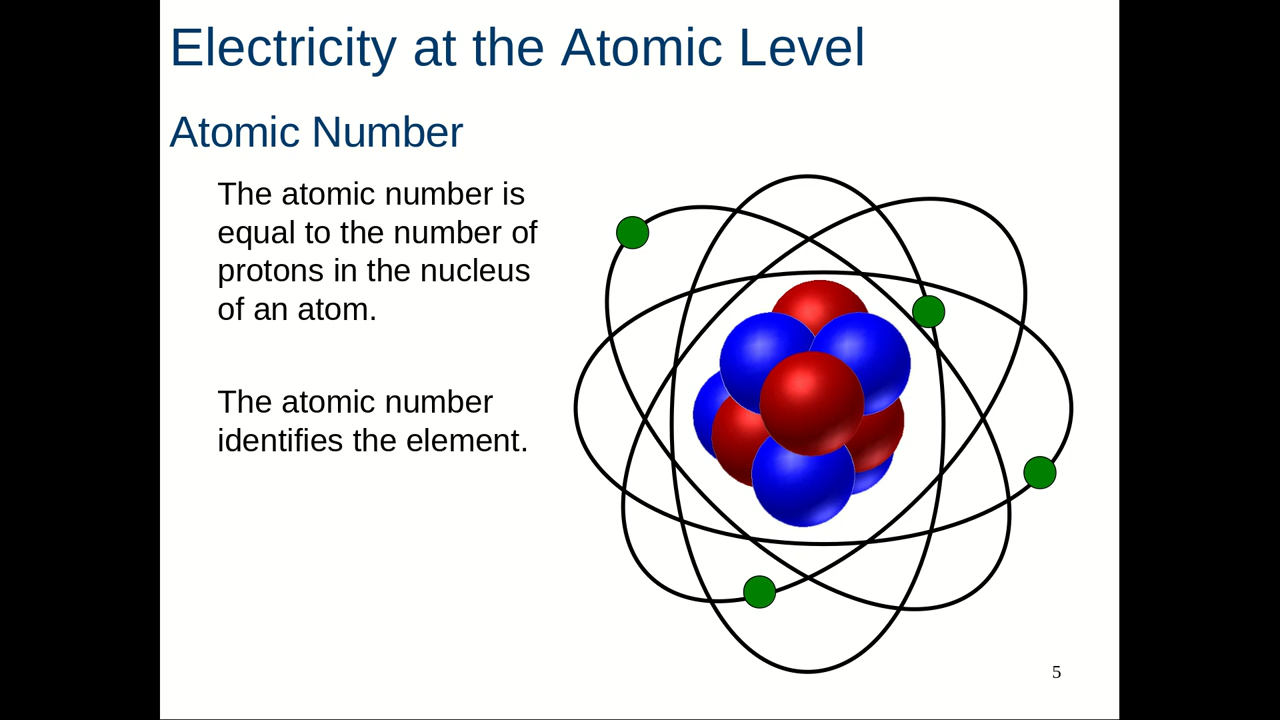 Electricity at the Atomic Level
Atomic Number
The atomic number is
equal to the number of
protons in the nucleus
of an atom.
The atomic number
identifies the element.
5